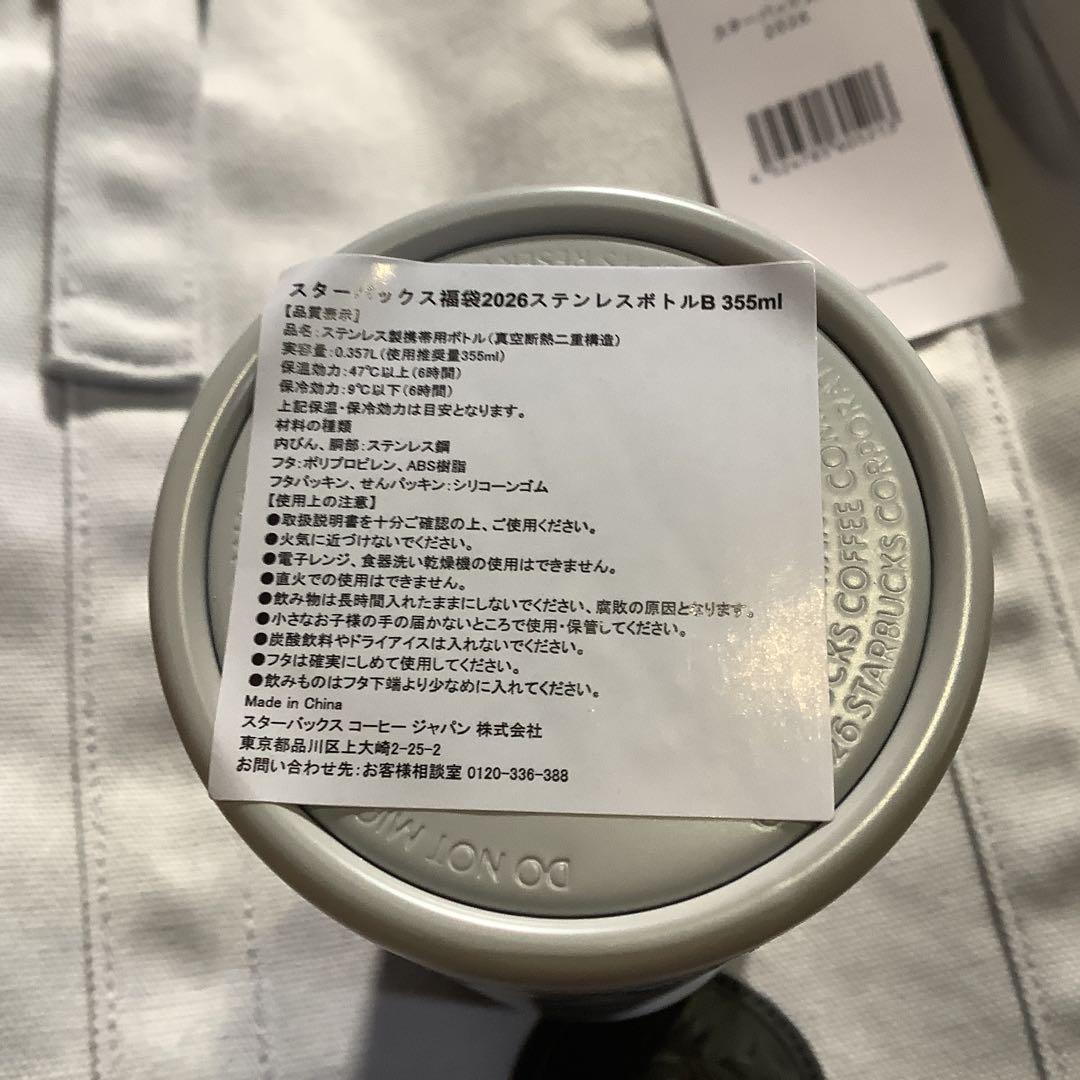 スターバックス
2026
スターバックス福袋2026ステンレスボトルB 355ml
【品質表示】
品名：ステンレス製携帯用ボトル（真空断熱二重構造）
実容量：0.357L（使用推奨量355ml）
保温効力：47℃以上（6時間）
保冷効力：9℃以下（6時間）
上記保温・保冷効力は目安となります。
材料の種類
内びん、胴部：ステンレス鋼
フタ：ポリプロピレン、ABS樹脂
フタパッキン、せんパッキン：シリコーンゴム
【使用上の注意】
●取扱説明書を十分ご確認の上、ご使用ください。
●火気に近づけないでください。
●電子レンジ、食器洗い乾燥機の使用はできません。
●直火での使用はできません。
●飲み物は長時間入れたままにしないでください、腐敗の原因となります。
●小さなお子様の手の届かないところで使用・保管してください。
●炭酸飲料やドライアイスは入れないでください。
●フタは確実にしめて使用してください。
●飲みものはフタ下端より少なめに入れてください。
Made in China
スターバックス コーヒー ジャパン 株式会社
東京都品川区上大崎2-25-2
お問い合わせ先：お客様相談室 0120-336-388
COFFEE
STARBUCKS
DO NOT